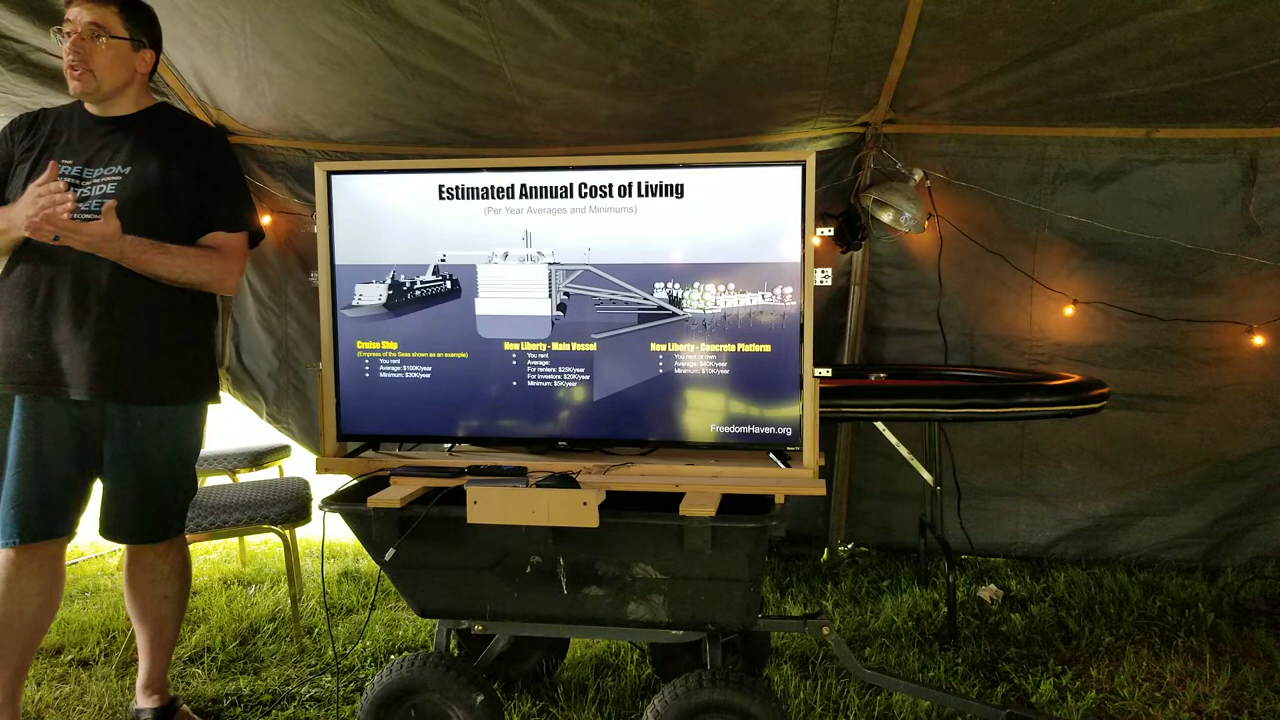 THE
FREEDOM
TSIDE
Estimated Annual Cost of Living
(Per Year Averages and Minimums)
Cruise Ship
(Empress of the Seas shown as an example)
You rent
Average: $100K/year
Minimum: $30K/year
New Liberty - Main Vessel
You rent
Average:
For renters: $25K/year
For investors: $20K/year
Minimum: $5K/year
New Liberty - Concrete Platform
You rent or own
Average: $40K/year
Minimum: $10K/year
FreedomHaven.org